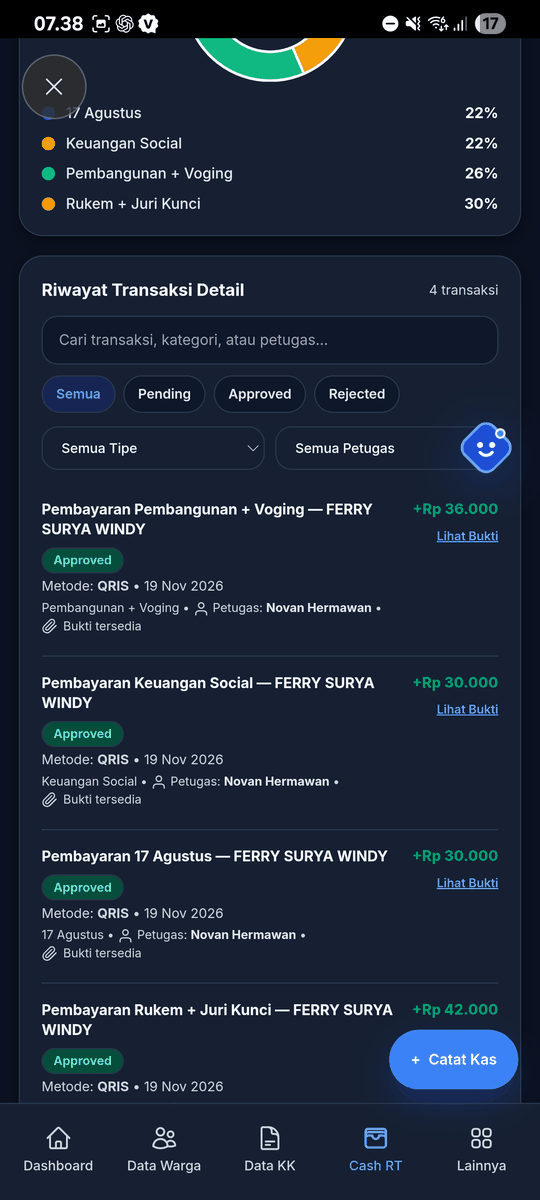 07.38
17
17 Agustus 22%
Keuangan Social 22%
Pembangunan + Voging 26%
Rukem + Juri Kunci 30%
Riwayat Transaksi Detail 4 transaksi
Cari transaksi, kategori, atau petugas...
Semua Pending Approved Rejected
Semua Tipe Semua Petugas
Pembayaran Pembangunan + Voging — FERRY +Rp 36.000
SURYA WINDY Lihat Bukti
Approved
Metode: QRIS • 19 Nov 2026
Pembangunan + Voging • Petugas: Novan Hermawan •
Bukti tersedia
Pembayaran Keuangan Social — FERRY SURYA +Rp 30.000
WINDY Lihat Bukti
Approved
Metode: QRIS • 19 Nov 2026
Keuangan Social • Petugas: Novan Hermawan •
Bukti tersedia
Pembayaran 17 Agustus — FERRY SURYA WINDY +Rp 30.000
Approved Lihat Bukti
Metode: QRIS • 19 Nov 2026
17 Agustus • Petugas: Novan Hermawan •
Bukti tersedia
Pembayaran Rukem + Juri Kunci — FERRY SURYA +Rp 42.000
WINDY
Approved
+ Catat Kas
Metode: QRIS • 19 Nov 2026
Dashboard Data Warga Data KK Cash RT Lainnya